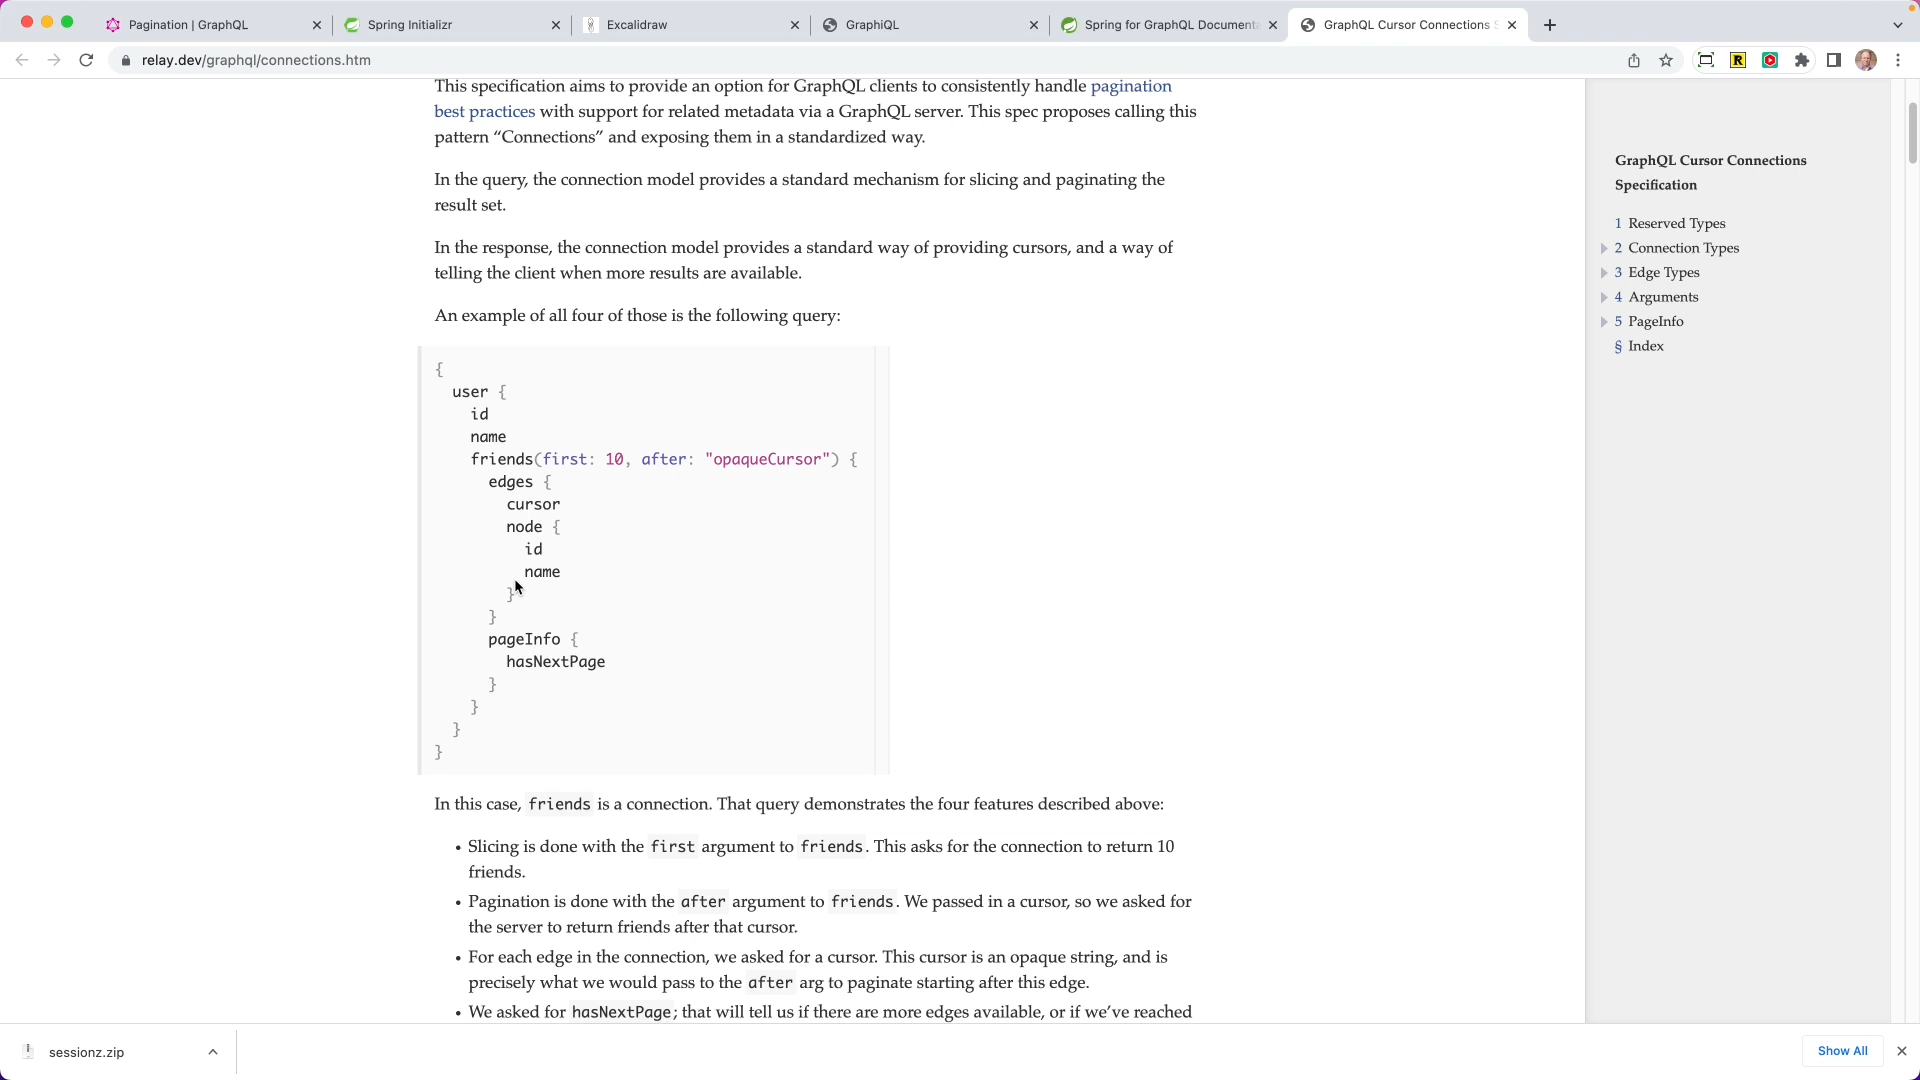 Pagination | GraphQL
Spring Initializr
Excalidraw
GraphiQL
Spring for GraphQL Documenta
GraphQL Cursor Connections S
relay.dev/graphql/connections.htm
This specification aims to provide an option for GraphQL clients to consistently handle pagination
best practices with support for related metadata via a GraphQL server. This spec proposes calling this
pattern “Connections” and exposing them in a standardized way.
In the query, the connection model provides a standard mechanism for slicing and paginating the
result set.
In the response, the connection model provides a standard way of providing cursors, and a way of
telling the client when more results are available.
An example of all four of those is the following query:
{
user {
id
name
friends(first: 10, after: "opaqueCursor") {
edges {
cursor
node {
id
name
}
}
pageInfo {
hasNextPage
}
}
}
}
In this case, friends is a connection. That query demonstrates the four features described above:
• Slicing is done with the first argument to friends. This asks for the connection to return 10
friends.
• Pagination is done with the after argument to friends. We passed in a cursor, so we asked for
the server to return friends after that cursor.
• For each edge in the connection, we asked for a cursor. This cursor is an opaque string, and is
precisely what we would pass to the after arg to paginate starting after this edge.
• We asked for hasNextPage; that will tell us if there are more edges available, or if we’ve reached
GraphQL Cursor Connections
Specification
1 Reserved Types
2 Connection Types
3 Edge Types
4 Arguments
5 PageInfo
§ Index
sessionz.zip
Show All